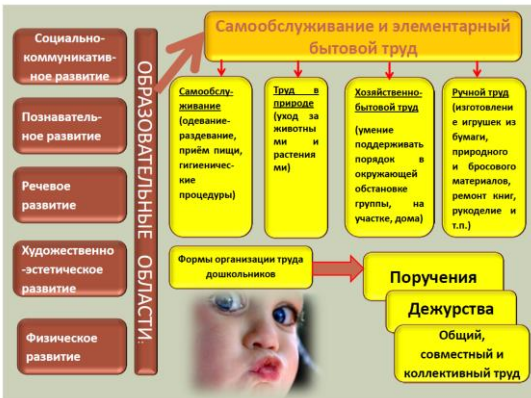 Социально-
коммуникатив-
ное развитие
Познаватель-
ное развитие
Речевое
развитие
Художественно
-эстетическое
развитие
Физическое
развитие
ОБРАЗОВАТЕЛЬНЫЕ ОБЛАСТИ:
Самообслуживание и элементарный
бытовой труд
Самообслу-
живание
(одевание-
раздевание,
приём пищи,
гигиеничес-
кие
процедуры)
Труд в
природе
(уход за
животны
ми и
растения
ми)
Хозяйственно-
бытовой труд
(умение
поддерживать
порядок в
окружающей
обстановке
группы, на
участке, дома)
Ручной труд
(изготовлени
е игрушек из
бумаги,
природного
и бросового
материалов,
ремонт книг,
рукоделие и
т.п.)
Формы организации труда
дошкольников
Поручения
Дежурства
Общий,
совместный и
коллективный труд